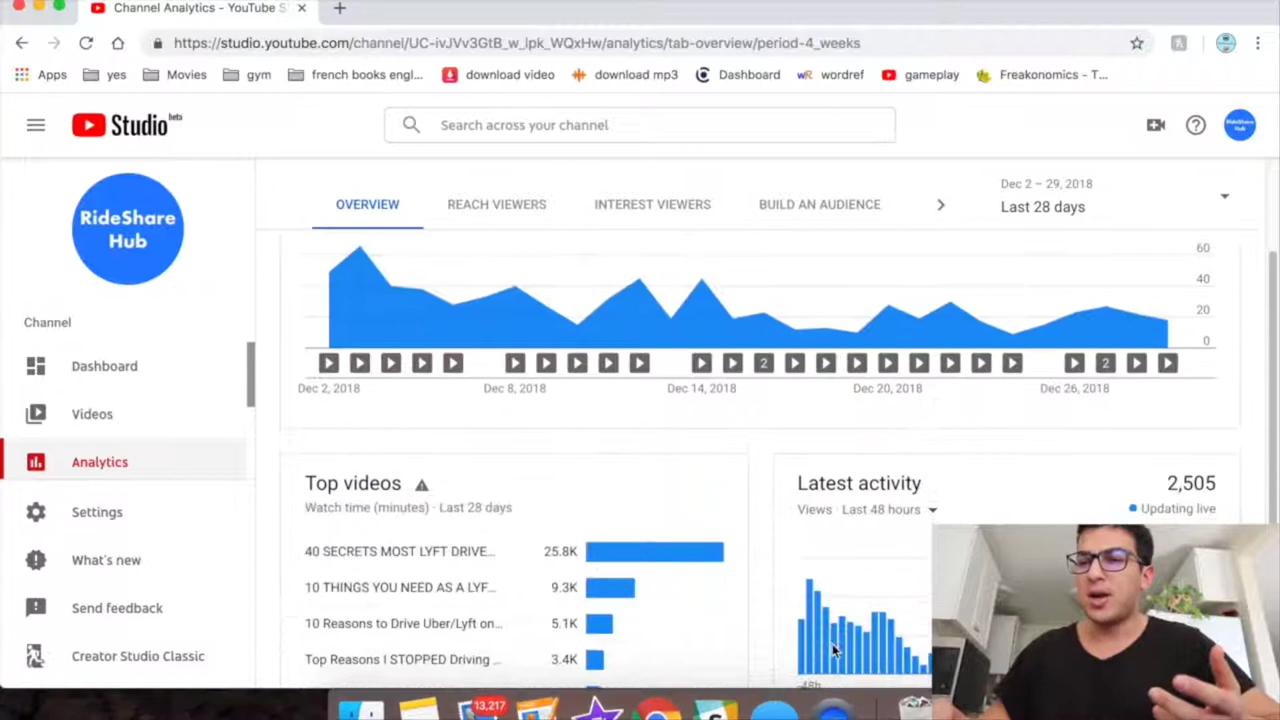 Channel Analytics - YouTube S
https://studio.youtube.com/channel/UC-ivJVv3GtB_w_lpk_WQxHw/analytics/tab-overview/period-4_weeks
Apps yes Movies gym french books engl... download video download mp3 Dashboard wordref gameplay Freakonomics - T...
Studio beta
Search across your channel
RideShare Hub
RideShare
Hub
OVERVIEW REACH VIEWERS INTEREST VIEWERS BUILD AN AUDIENCE
Dec 2 – 29, 2018
Last 28 days
60
40
20
0
2 2
Dec 2, 2018 Dec 8, 2018 Dec 14, 2018 Dec 20, 2018 Dec 26, 2018
Channel
Dashboard
Videos
Analytics
Settings
What's new
Send feedback
Creator Studio Classic
Top videos
Watch time (minutes) · Last 28 days
40 SECRETS MOST LYFT DRIVE... 25.8K
10 THINGS YOU NEED AS A LYF... 9.3K
10 Reasons to Drive Uber/Lyft on... 5.1K
Top Reasons I STOPPED Driving ... 3.4K
Latest activity 2,505
Views · Last 48 hours Updating live
-48h
13,217